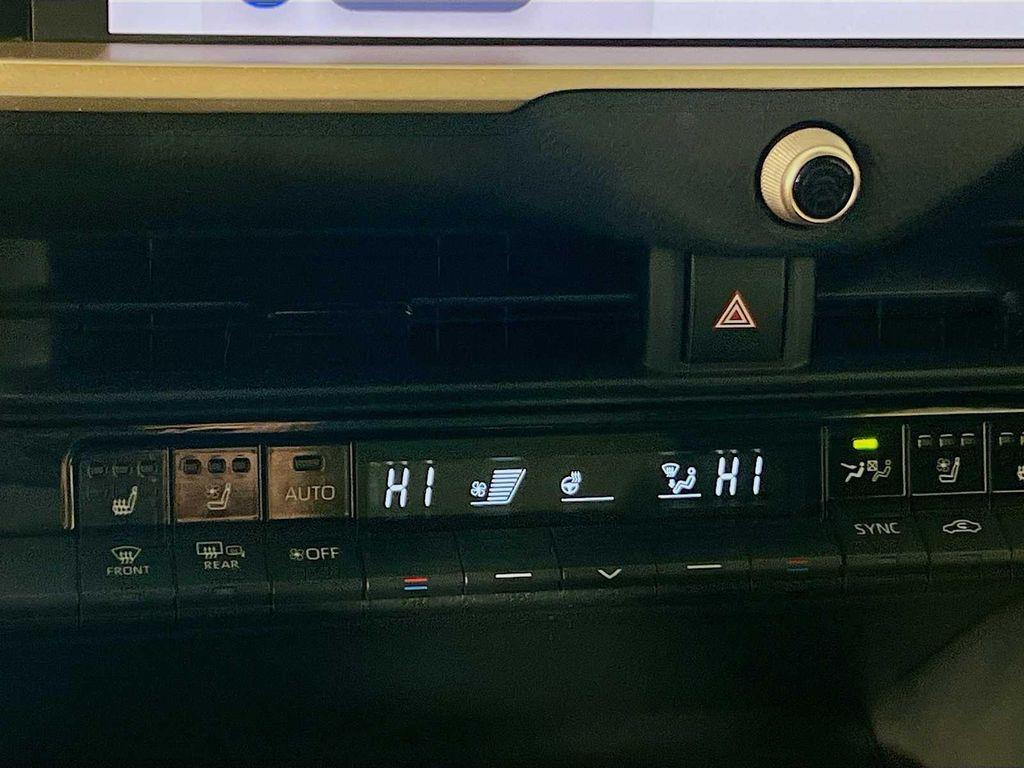 AUTO
HI
HI
FRONT
REAR
OFF
SYNC